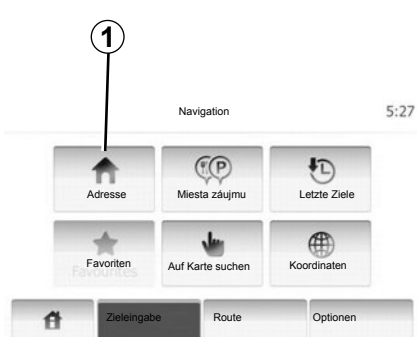 1
Navigation 5:27
Adresse Miesta záujmu Letzte Ziele
Favoriten Auf Karte suchen Koordinaten
Favourites
Zieleingabe Route Optionen